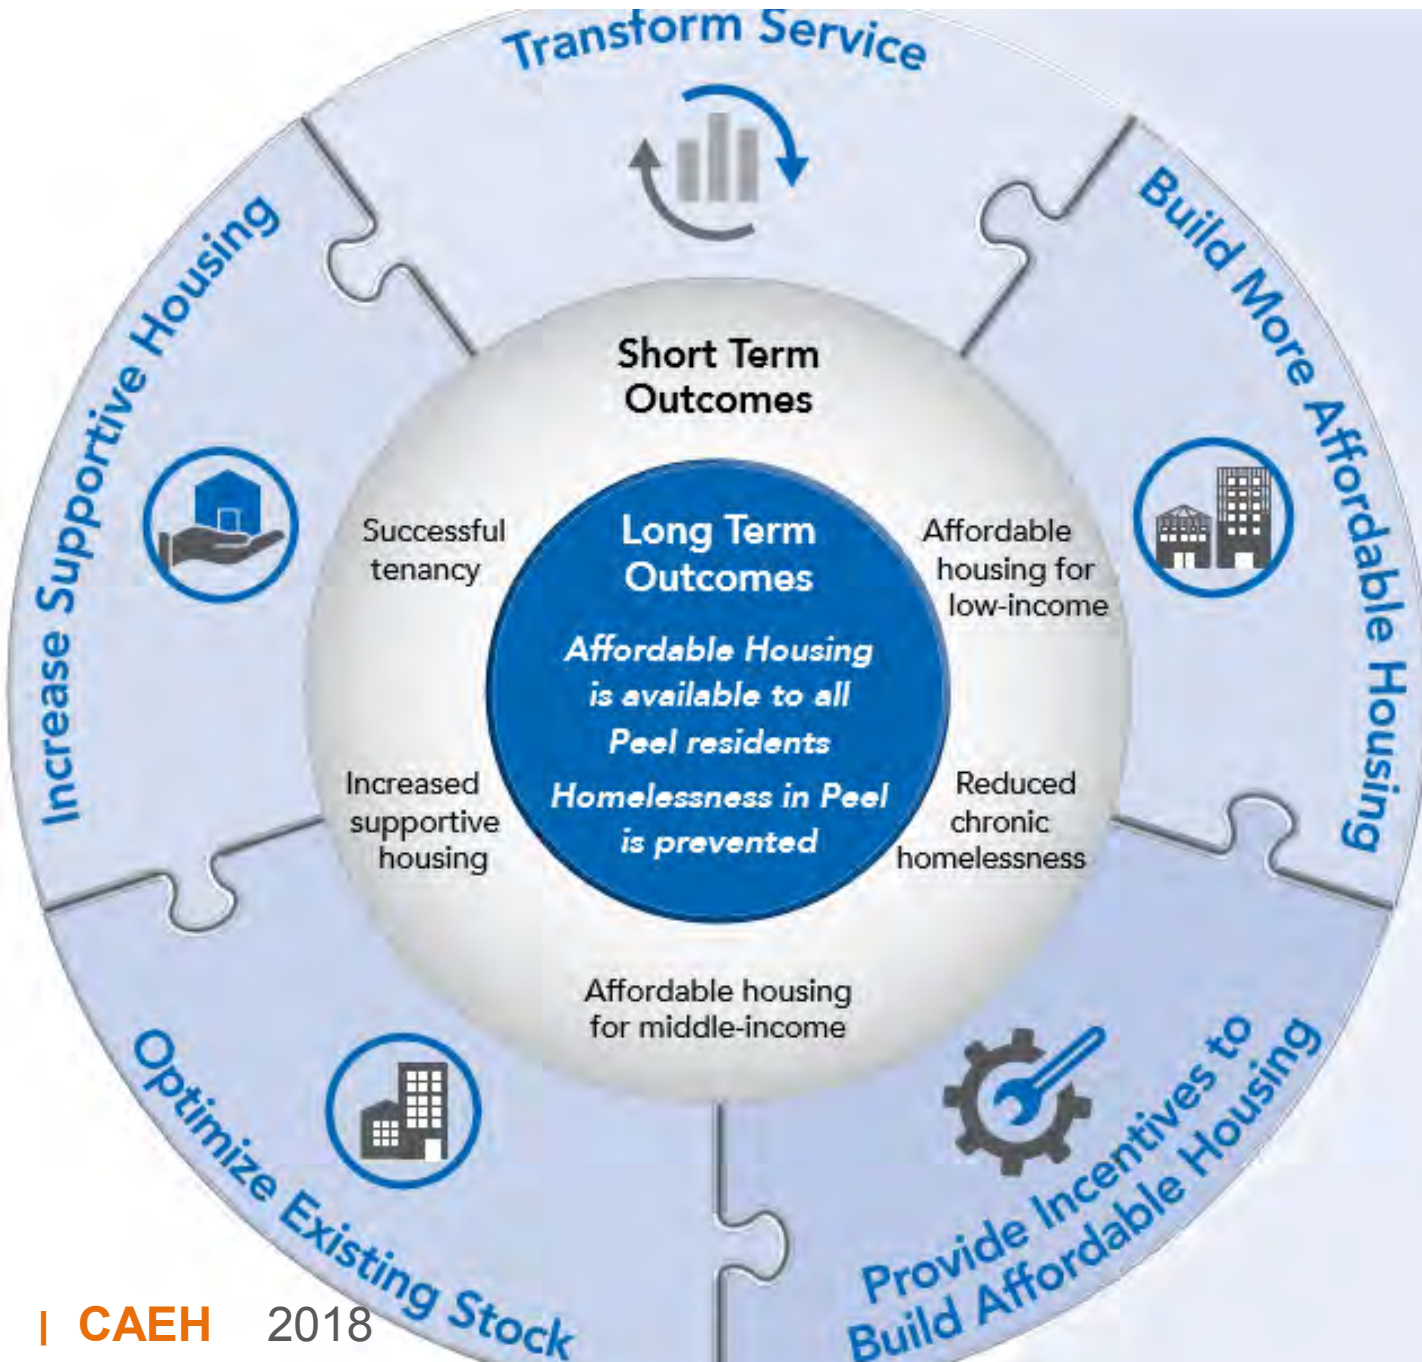 Transform Service
Build More Affordable Housing
Increase Supportive Housing
Short Term
Outcomes
Successful
tenancy
Long Term
Outcomes
Affordable Housing
is available to all
Peel residents
Homelessness in Peel
is prevented
Affordable
housing for
low-income
Increased
supportive
housing
Reduced
chronic
homelessness
Affordable housing
for middle-income
Optimize Existing Stock
Provide Incentives to
Build Affordable Housing
| CAEH 2018